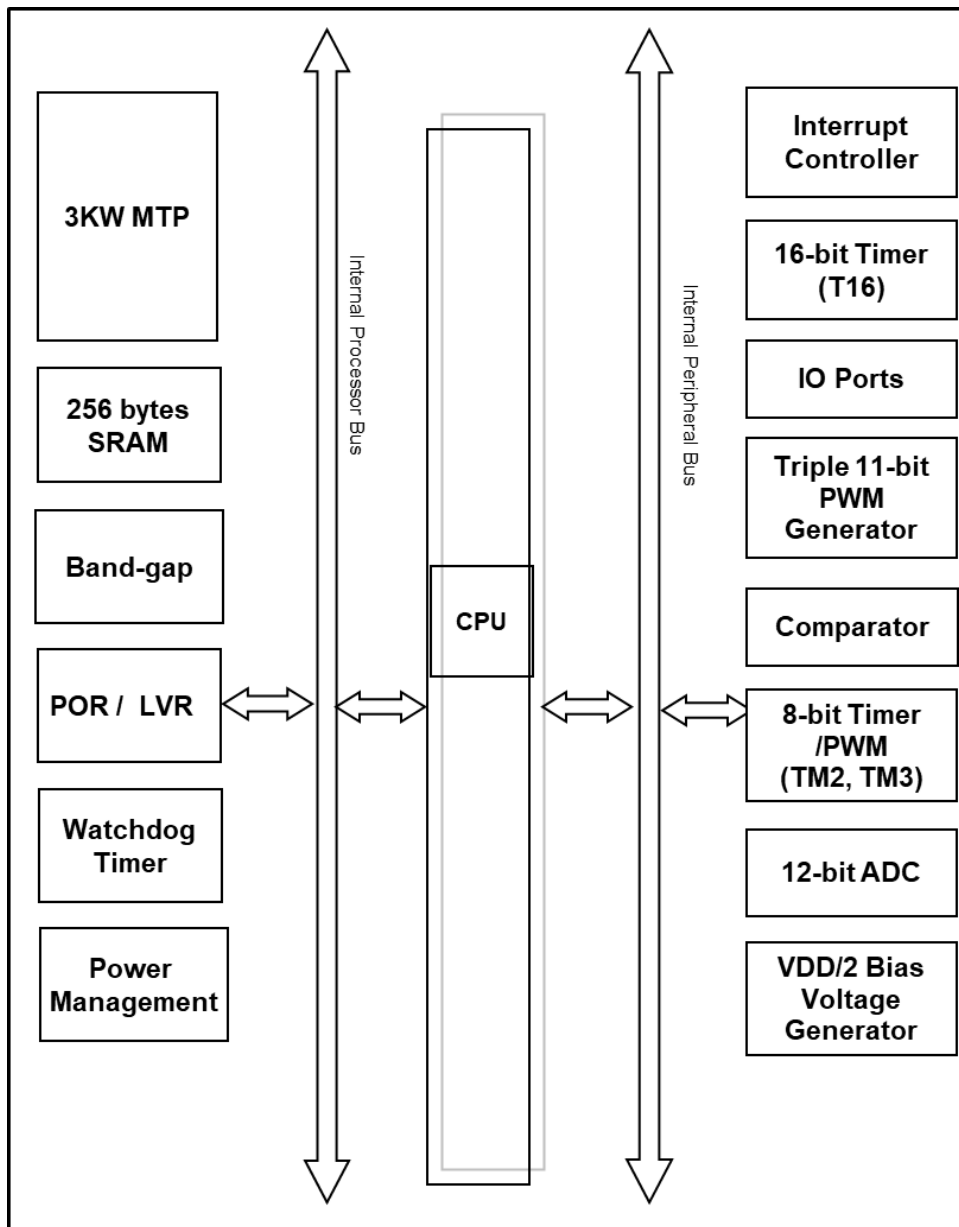 3KW MTP
256 bytes
SRAM
Band-gap
POR / LVR
Watchdog
Timer
Power
Management
Internal Processor Bus
CPU
Internal Peripheral Bus
Interrupt
Controller
16-bit Timer
(T16)
IO Ports
Triple 11-bit
PWM
Generator
Comparator
8-bit Timer
/PWM
(TM2, TM3)
12-bit ADC
VDD/2 Bias
Voltage
Generator